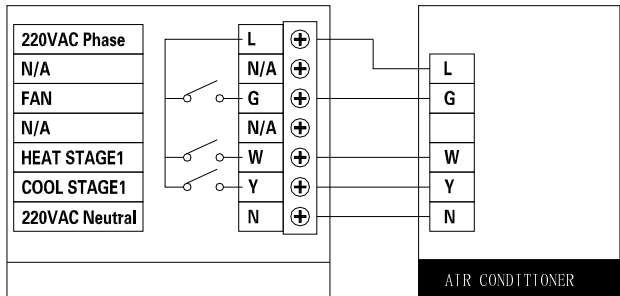 220VAC Phase L
N/A N/A L
FAN G G
N/A N/A
HEAT STAGE1 W W
COOL STAGE1 Y Y
220VAC Neutral N N
AIR CONDITIONER